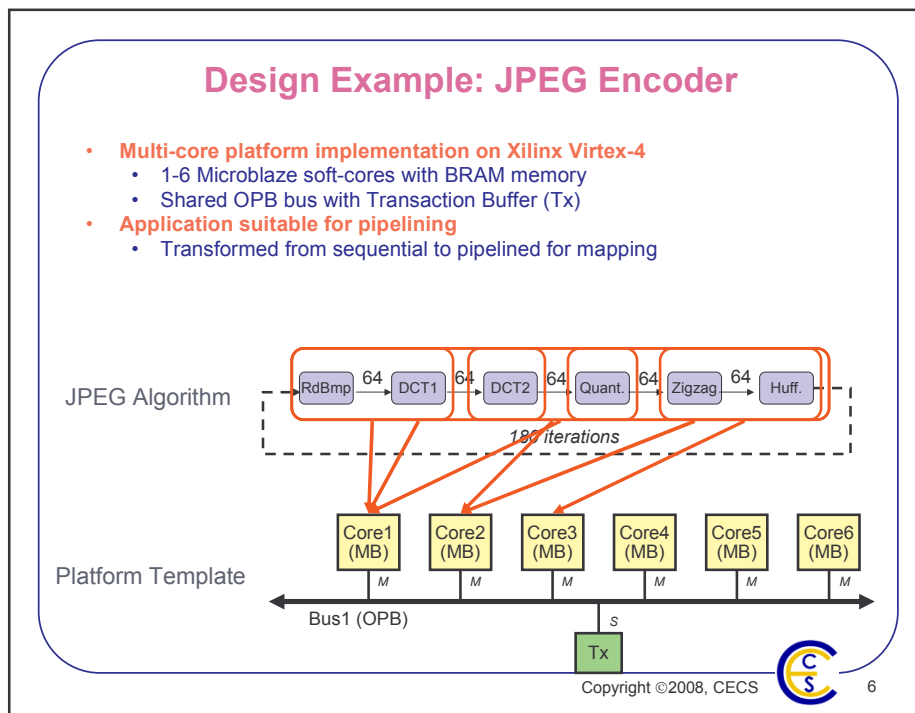 Design Example: JPEG Encoder
• Multi-core platform implementation on Xilinx Virtex-4
• 1-6 Microblaze soft-cores with BRAM memory
• Shared OPB bus with Transaction Buffer (Tx)
• Application suitable for pipelining
• Transformed from sequential to pipelined for mapping
JPEG Algorithm
RdBmp 64 DCT1 64 DCT2 64 Quant. 64 Zigzag 64 Huff.
180 iterations
Platform Template
Core1 (MB) Core2 (MB) Core3 (MB) Core4 (MB) Core5 (MB) Core6 (MB)
M M M M M M
Bus1 (OPB)
S
Tx
Copyright ©2008, CECS
C E C S
6